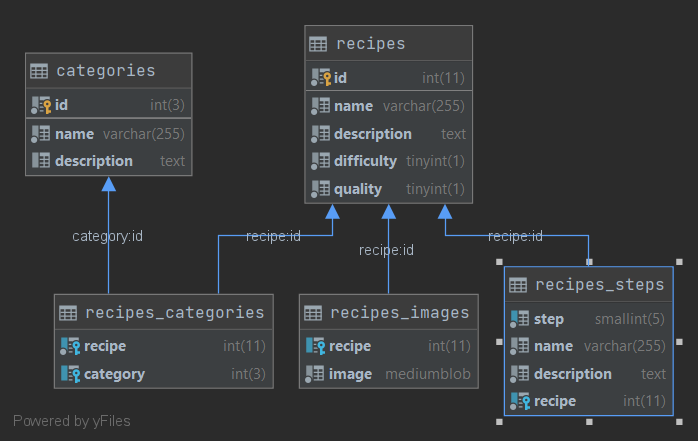 categories
id int(3)
name varchar(255)
description text
recipes
id int(11)
name varchar(255)
description text
difficulty tinyint(1)
quality tinyint(1)
category:id
recipe:id
recipe:id
recipe:id
recipes_categories
recipe int(11)
category int(3)
recipes_images
recipe int(11)
image mediumblob
recipes_steps
step smallint(5)
name varchar(255)
description text
recipe int(11)
Powered by yFiles